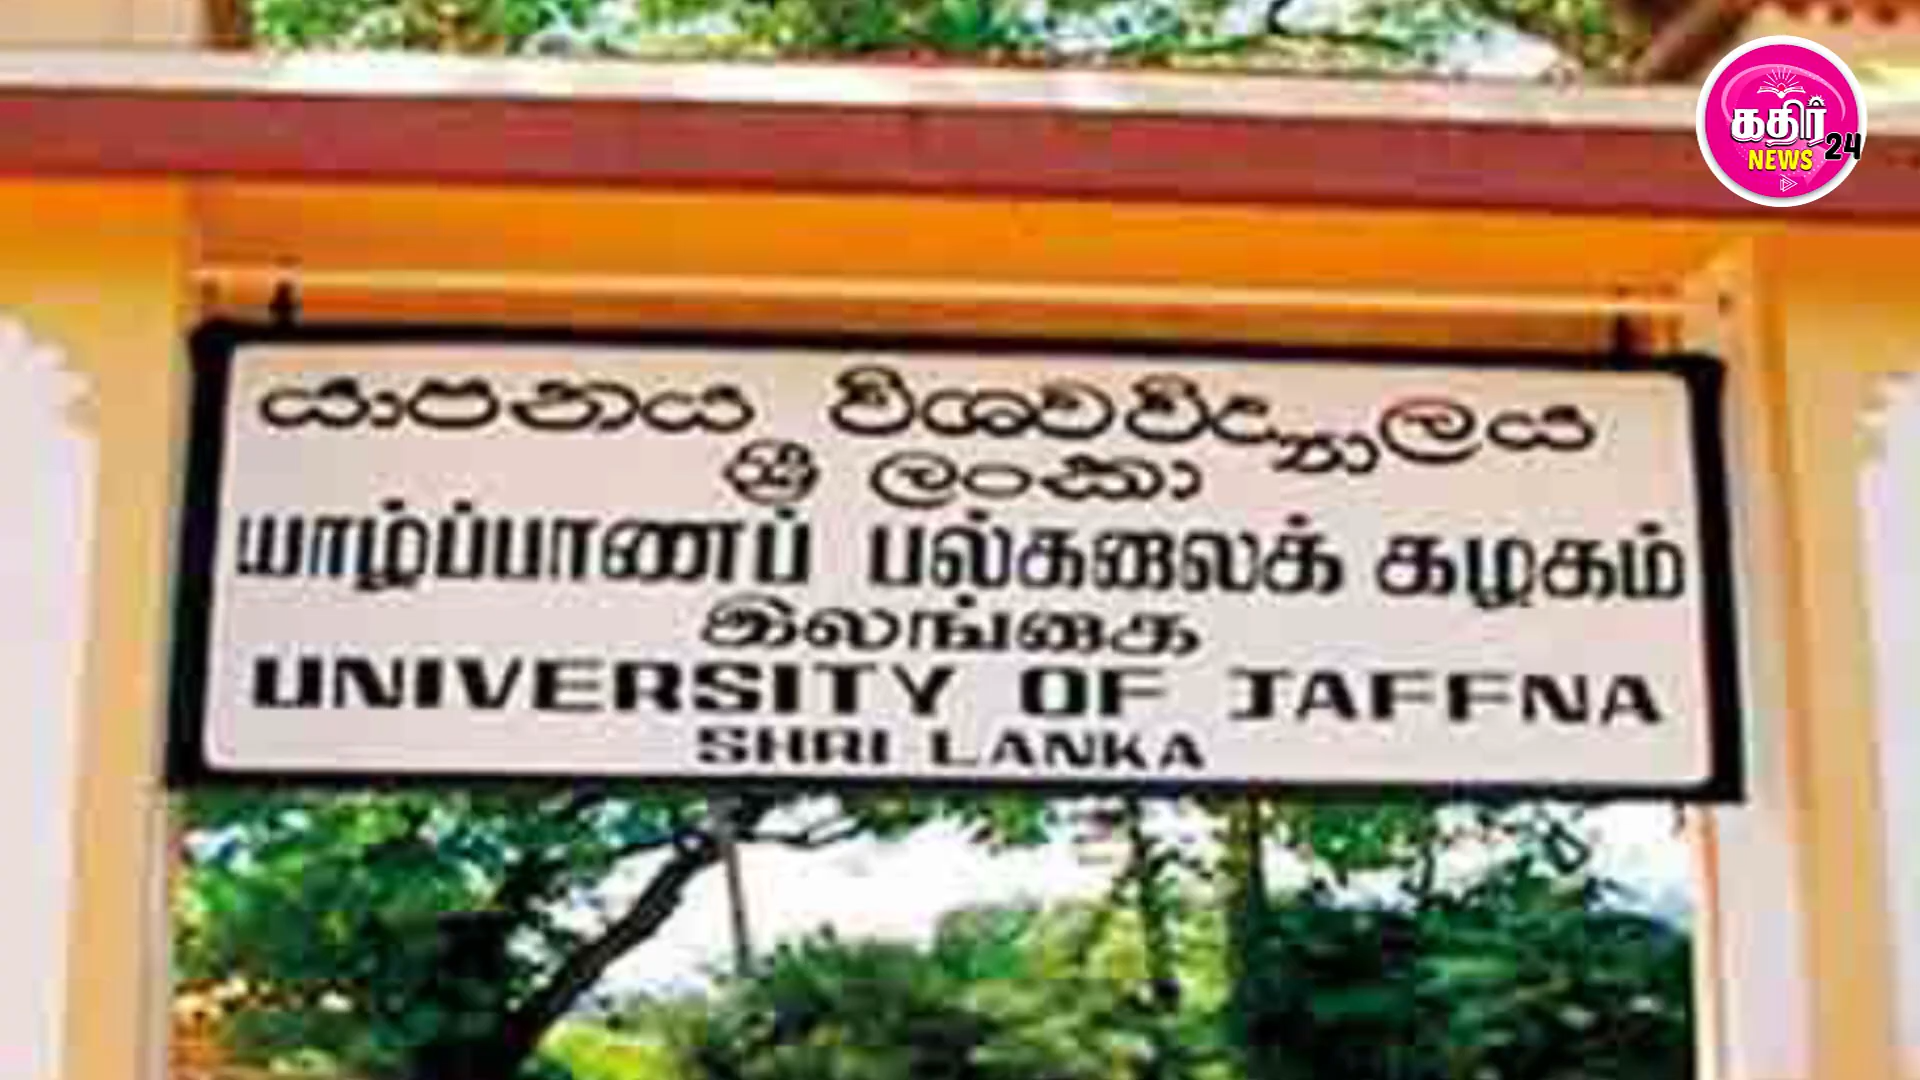 கதிர்
NEWS 24
යාපනය විශ්වවිද්‍යාලය
ශ්‍රී ලංකා
யாழ்ப்பாணப் பல்கலைக் கழகம்
இலங்கை
UNIVERSITY OF JAFFNA
SHRI LANKA